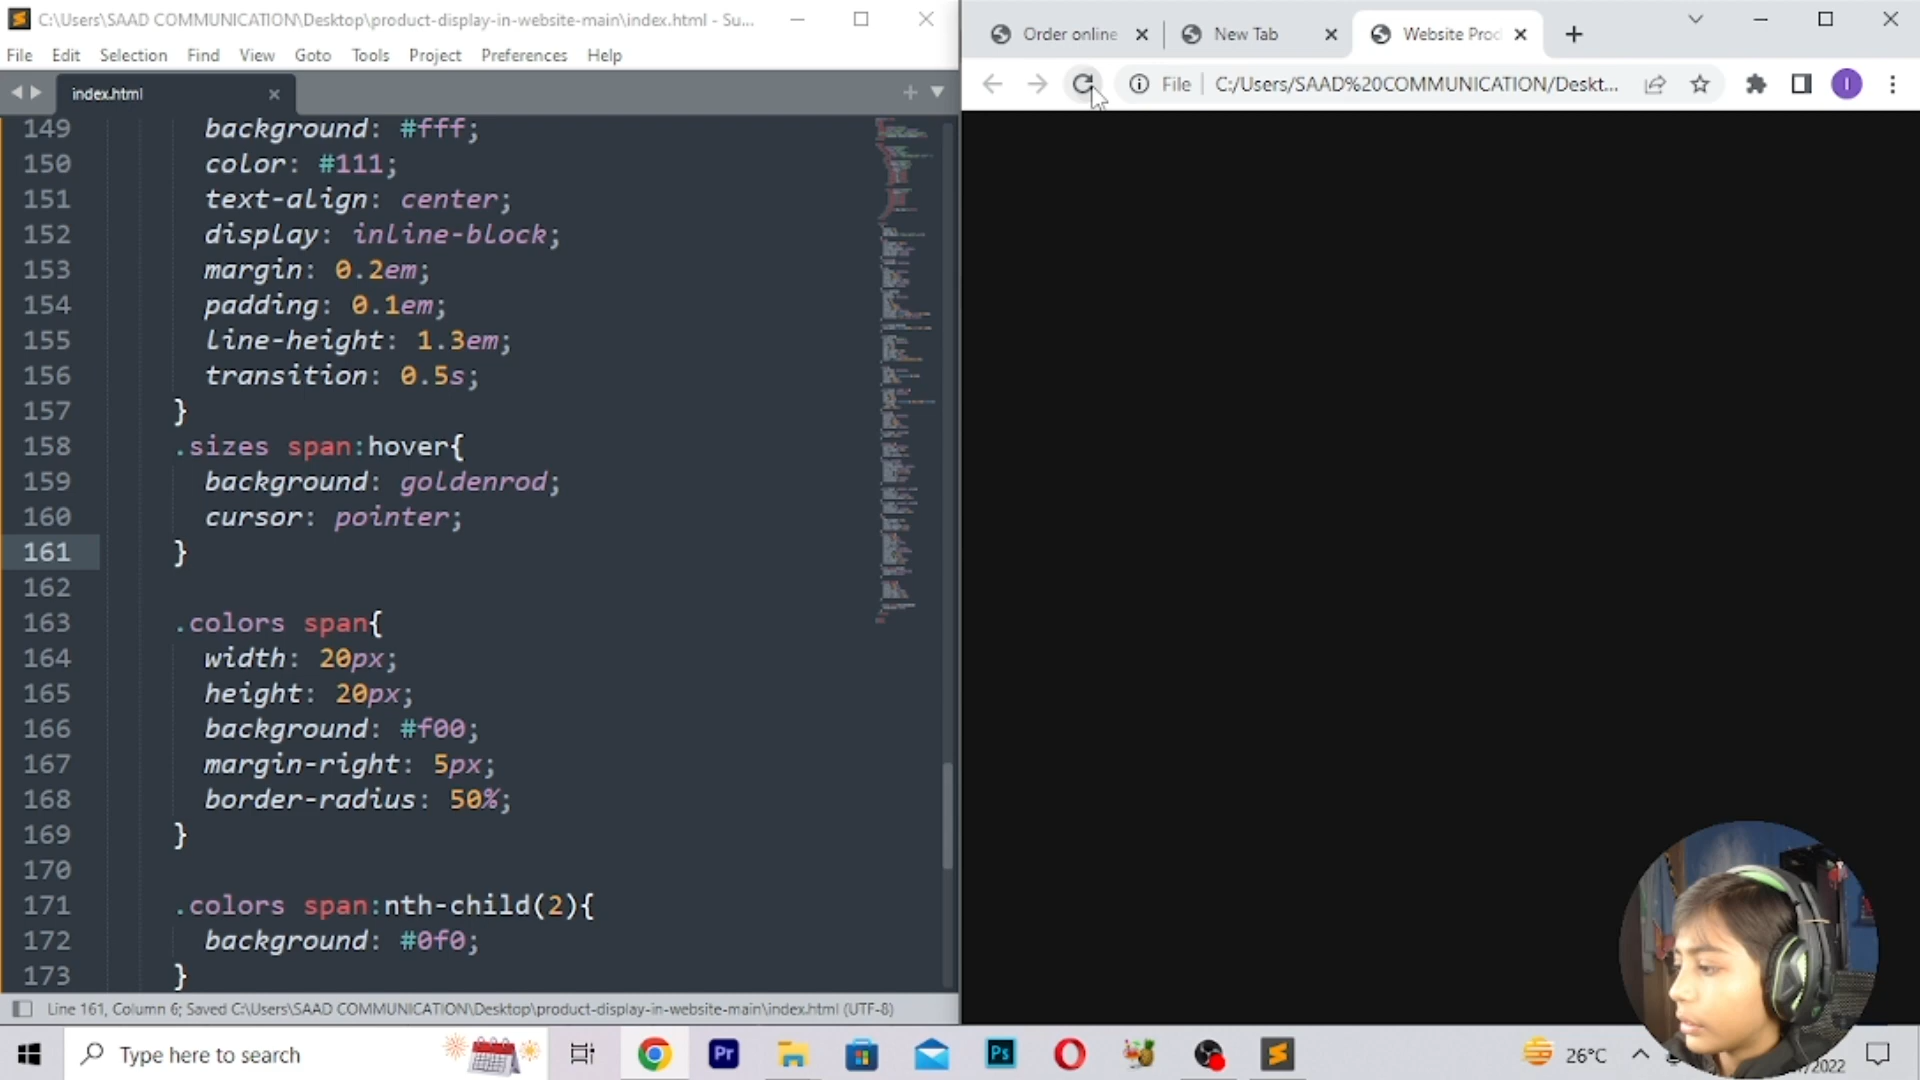 C:\Users\SAAD COMMUNICATION\Desktop\product-display-in-website-main\index.html - Su...
File Edit Selection Find View Goto Tools Project Preferences Help
index.html
149 background: #fff;
150 color: #111;
151 text-align: center;
152 display: inline-block;
153 margin: 0.2em;
154 padding: 0.1em;
155 line-height: 1.3em;
156 transition: 0.5s;
157 }
158 .sizes span:hover{
159 background: goldenrod;
160 cursor: pointer;
161 }
162
163 .colors span{
164 width: 20px;
165 height: 20px;
166 background: #f00;
167 margin-right: 5px;
168 border-radius: 50%;
169 }
170
171 .colors span:nth-child(2){
172 background: #0f0;
173 }
Line 161, Column 6; Saved C:\Users\SAAD COMMUNICATION\Desktop\product-display-in-website-main\index.html (UTF-8)
Order online New Tab Website Prod
File C:/Users/SAAD%20COMMUNICATION/Deskt... I
Type here to search
Pr Ps 26°C
/2022